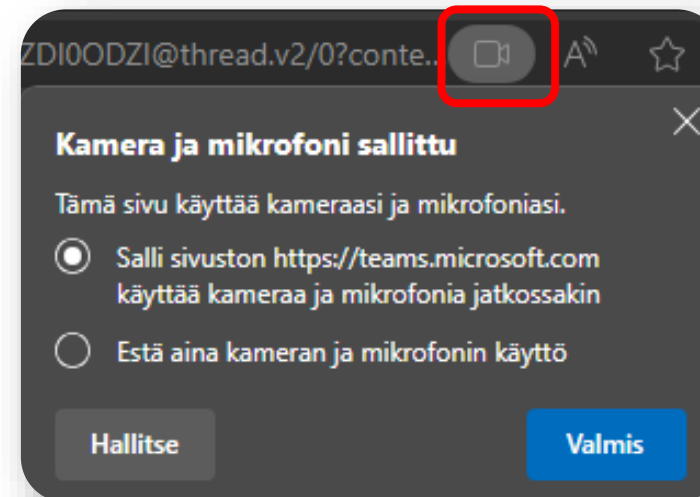 ZDI0ODZI@thread.v2/0?conte..
A
Kamera ja mikrofoni sallittu
Tämä sivu käyttää kameraasi ja mikrofoniasi.
Salli sivuston https://teams.microsoft.com
käyttää kameraa ja mikrofonia jatkossakin
Estä aina kameran ja mikrofonin käyttö
Hallitse
Valmis